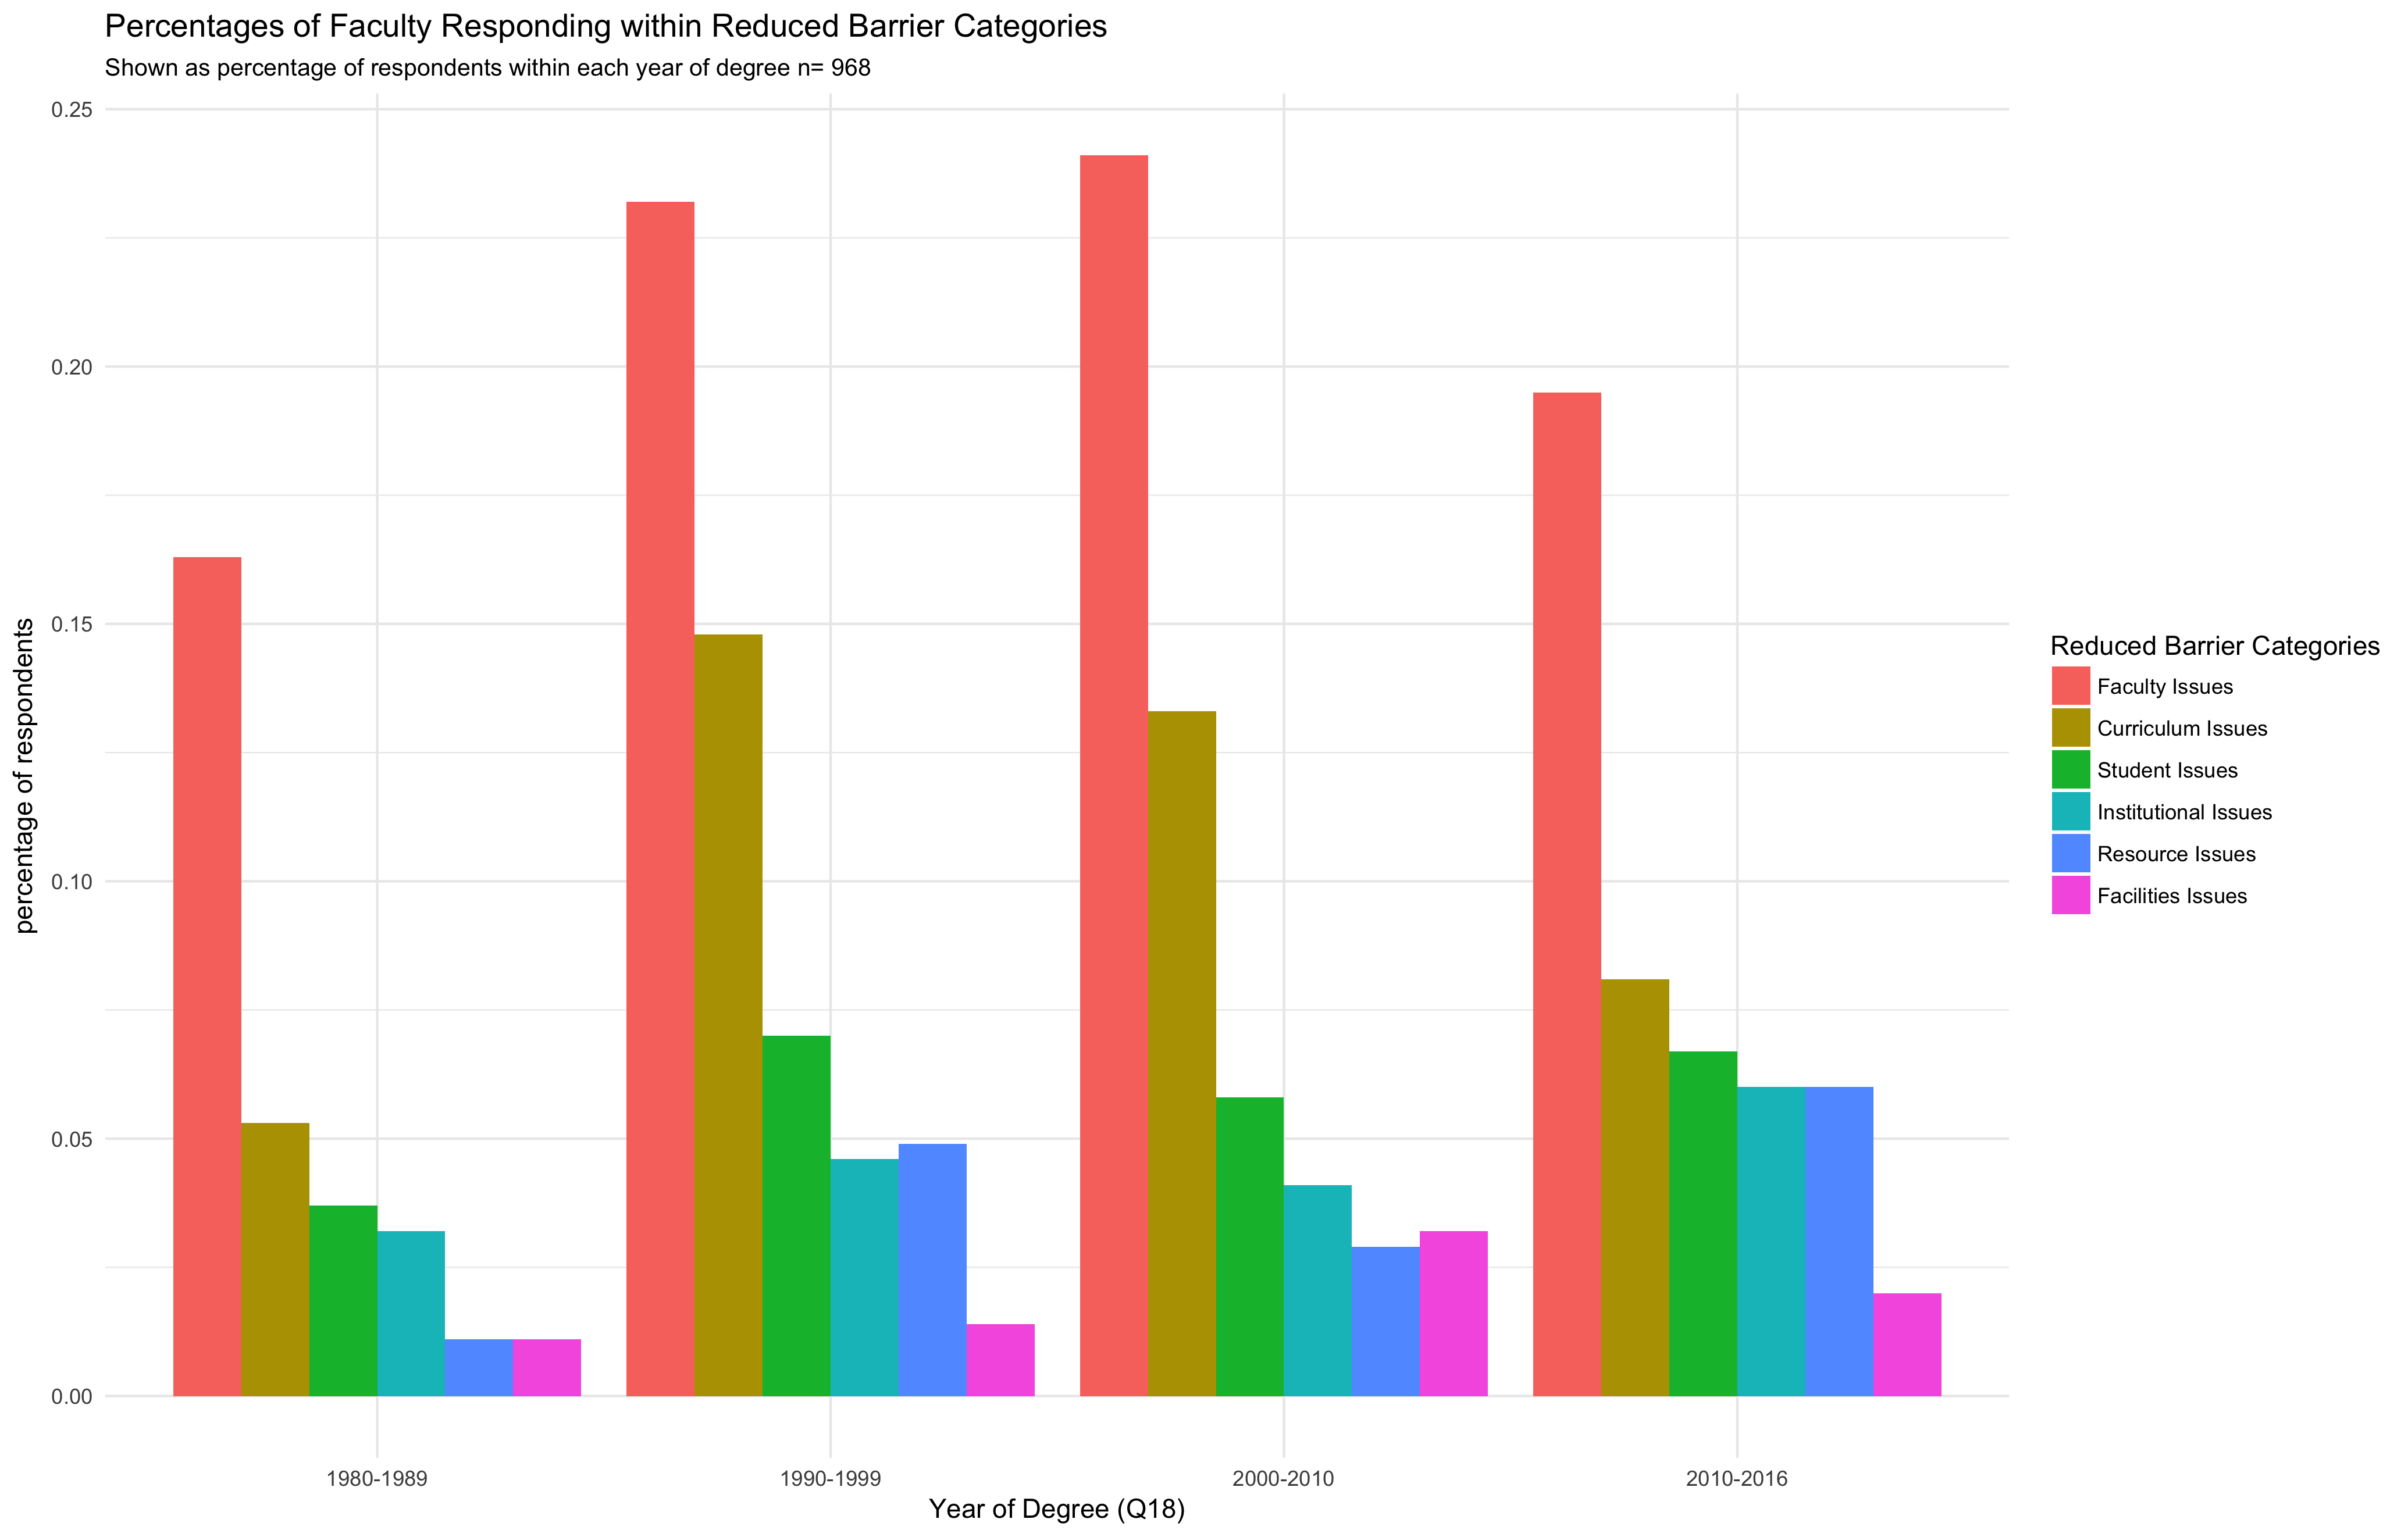 Percentages of Faculty Responding within Reduced Barrier Categories
Shown as percentage of respondents within each year of degree n= 968
percentage of respondents
0.25
0.20
0.15
0.10
0.05
0.00
1980-1989
1990-1999
2000-2010
2010-2016
Year of Degree (Q18)
Reduced Barrier Categories
Faculty Issues
Curriculum Issues
Student Issues
Institutional Issues
Resource Issues
Facilities Issues